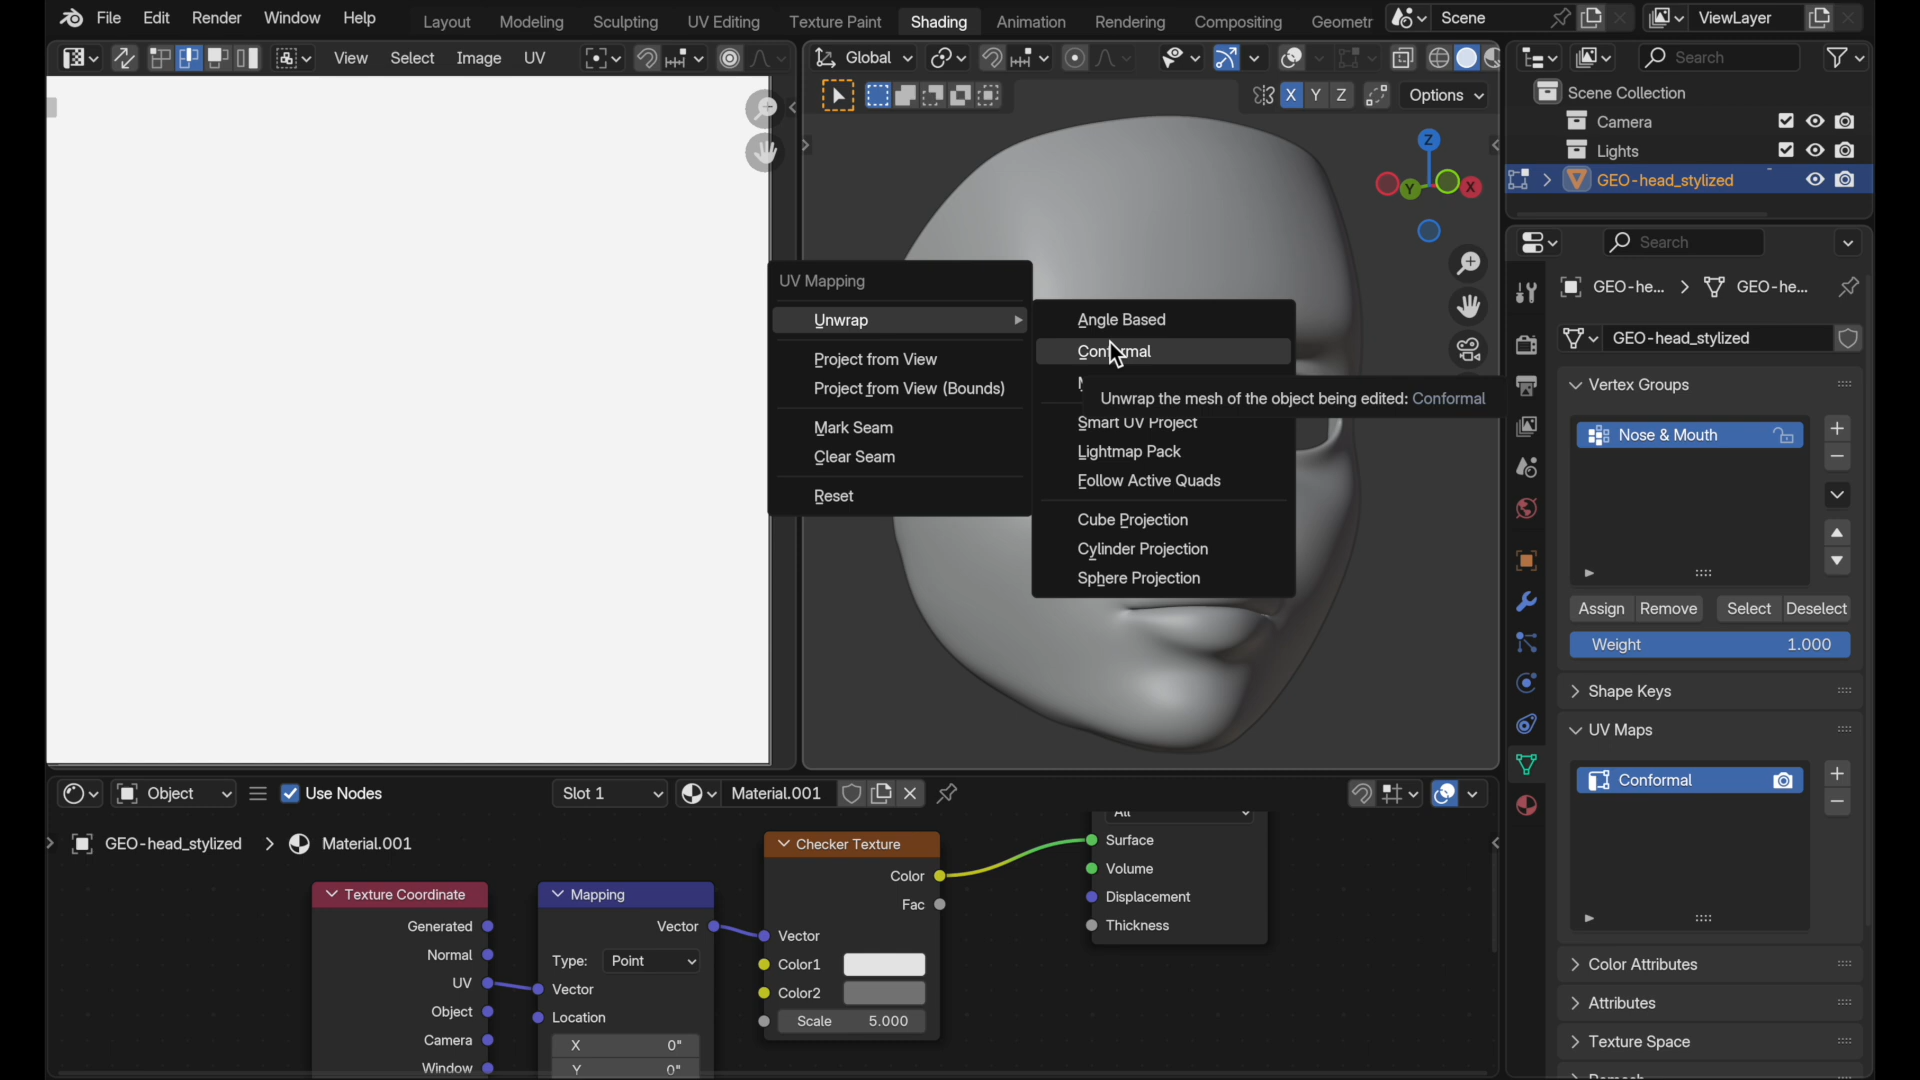 File Edit Render Window Help
Layout Modeling Sculpting UV Editing Texture Paint Shading Animation Rendering Compositing Geometr
Scene
ViewLayer
View Select Image UV
Global
Search
X Y Z
Options
Scene Collection
Camera
Lights
GEO-head_stylized
Z
Y
X
Search
GEO-he... GEO-he...
GEO-head_stylized
Vertex Groups
Nose & Mouth
Assign Remove Select Deselect
Weight 1.000
Shape Keys
UV Maps
Conformal
Color Attributes
Attributes
Texture Space
UV Mapping
Unwrap
Project from View
Project from View (Bounds)
Mark Seam
Clear Seam
Reset
Angle Based
Conformal
Unwrap the mesh of the object being edited: Conformal
Smart UV Project
Lightmap Pack
Follow Active Quads
Cube Projection
Cylinder Projection
Sphere Projection
Object
Use Nodes
Slot 1
Material.001
GEO-head_stylized
Material.001
Texture Coordinate
Generated
Normal
UV
Object
Camera
Window
Mapping
Vector
Type: Point
Vector
Location
X 0"
Y 0"
Checker Texture
Color
Fac
Vector
Color1
Color2
Scale 5.000
All
Surface
Volume
Displacement
Thickness